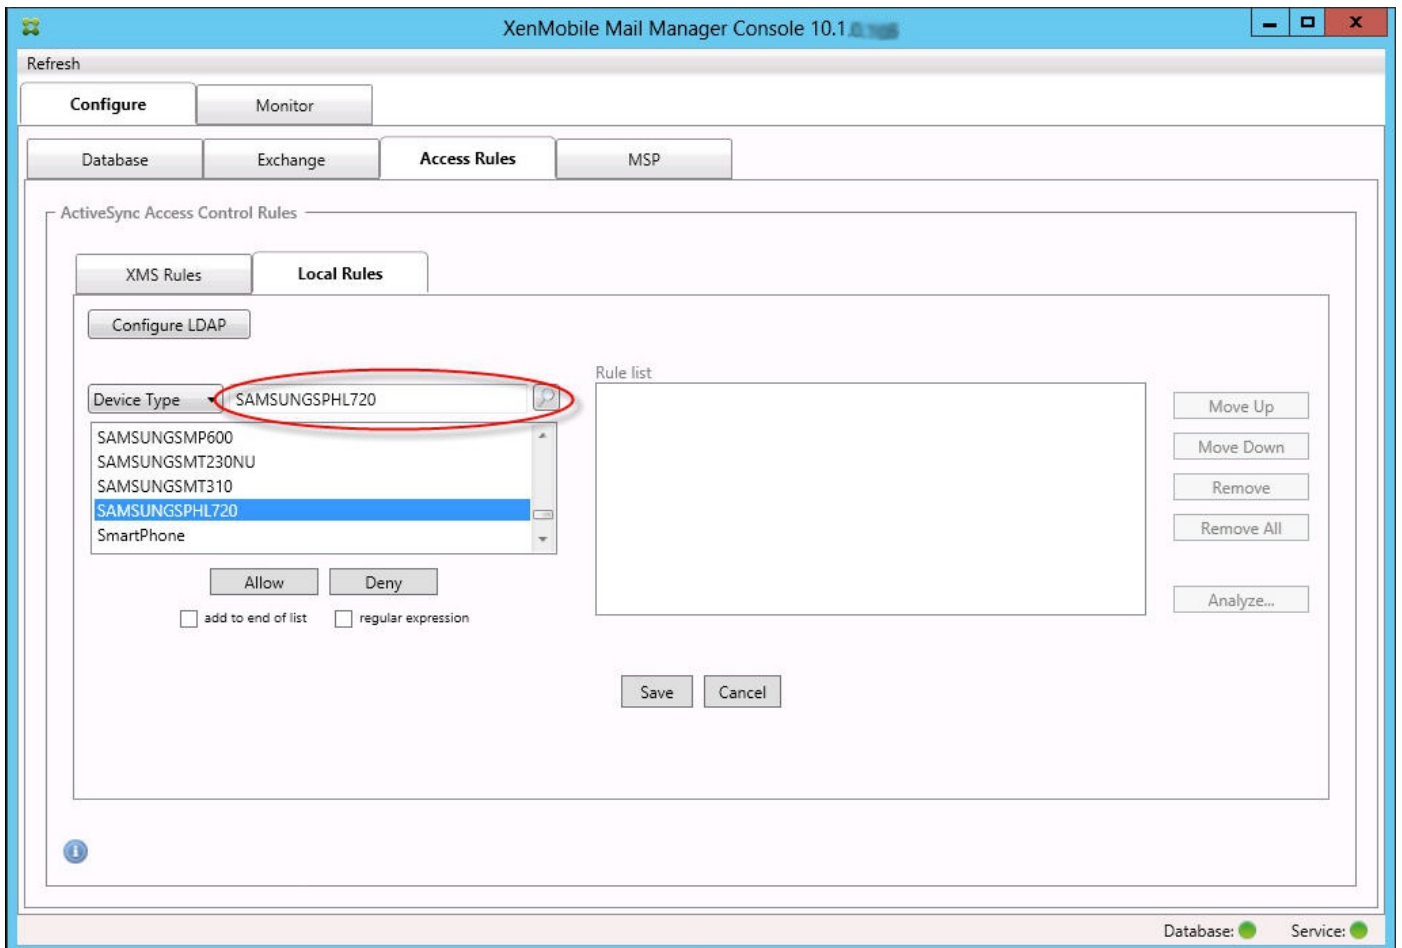 XenMobile Mail Manager Console 10.1
Refresh
Configure Monitor
Database Exchange Access Rules MSP
ActiveSync Access Control Rules
XMS Rules Local Rules
Configure LDAP
Rule list
Device Type SAMSUNGSPHL720
SAMSUNGSMP600
SAMSUNGSMT230NU
SAMSUNGSMT310
SAMSUNGSPHL720
SmartPhone
Allow Deny
add to end of list regular expression
Move Up
Move Down
Remove
Remove All
Analyze...
Save Cancel
Database: Service: